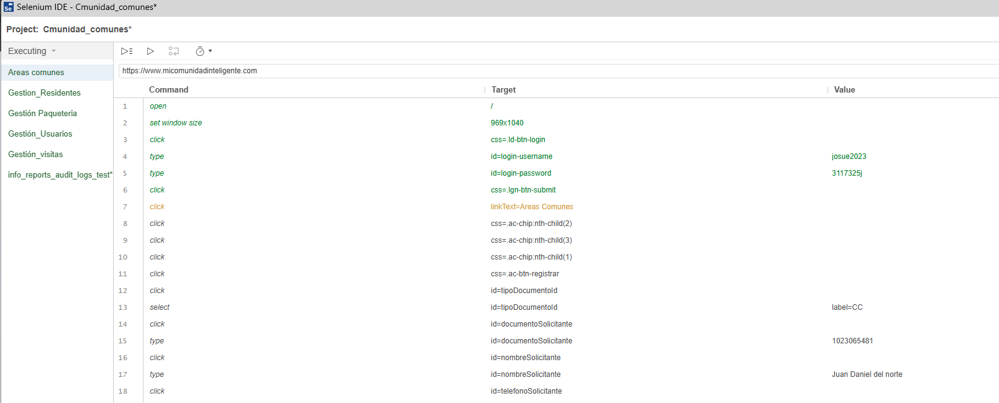 Selenium IDE - Cmunidad_comunes*
Project: Cmunidad_comunes*
Executing
Areas comunes
Gestion_Residentes
Gestión Paquetería
Gestión_Usuarios
Gestión_visitas
info_reports_audit_logs_test*
https://www.micomunidadinteligente.com
Command Target Value
1 open /
2 set window size 969x1040
3 click css=.ld-btn-login
4 type id=login-username josue2023
5 type id=login-password 3117325j
6 click css=.lgn-btn-submit
7 click linkText=Áreas Comunes
8 click css=.ac-chip:nth-child(2)
9 click css=.ac-chip:nth-child(3)
10 click css=.ac-chip:nth-child(1)
11 click css=.ac-btn-registrar
12 click id=tipoDocumentoId
13 select id=tipoDocumentoId label=CC
14 click id=documentoSolicitante
15 type id=documentoSolicitante 1023065481
16 click id=nombreSolicitante
17 type id=nombreSolicitante Juan Daniel del norte
18 click id=telefonoSolicitante